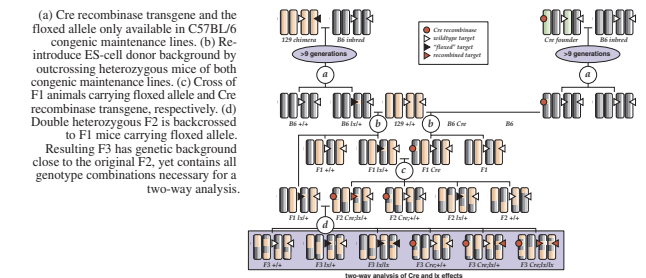 (a) Cre recombinase transgene and the
floxed allele only available in C57BL/6
congenic maintenance lines. (b) Re-
introduce ES-cell donor background by
outcrossing heterozygous mice of both
congenic maintenance lines. (c) Cross of
F1 animals carrying floxed allele and Cre
recombinase transgene, respectively. (d)
Double heterozygous F2 is backcrossed
to F1 mice carrying floxed allele.
Resulting F3 has genetic background
close to the original F2, yet contains all
genotype combinations necessary for a
two-way analysis.
129 chimera B6 inbred
Cre recombinase
wildtype target
"floxed" target
recombined target
Cre founder B6 inbred
>9 generations >9 generations
a a
B6 +/+ B6 lx/+ b 129 +/+ b B6 Cre B6
F1 +/+ F1 lx/+ F1 Cre F1
c
F1 lx/+ F2 Cre;lx/+ F2 Cre;+/+ F2 lx/+ F2 +/+
d
F3 +/+ F3 lx/+ F3 lx/lx F3 Cre;+/+ F3 Cre;lx/+ F3 Cre;lx/lx
two-way analysis of Cre and lx effects